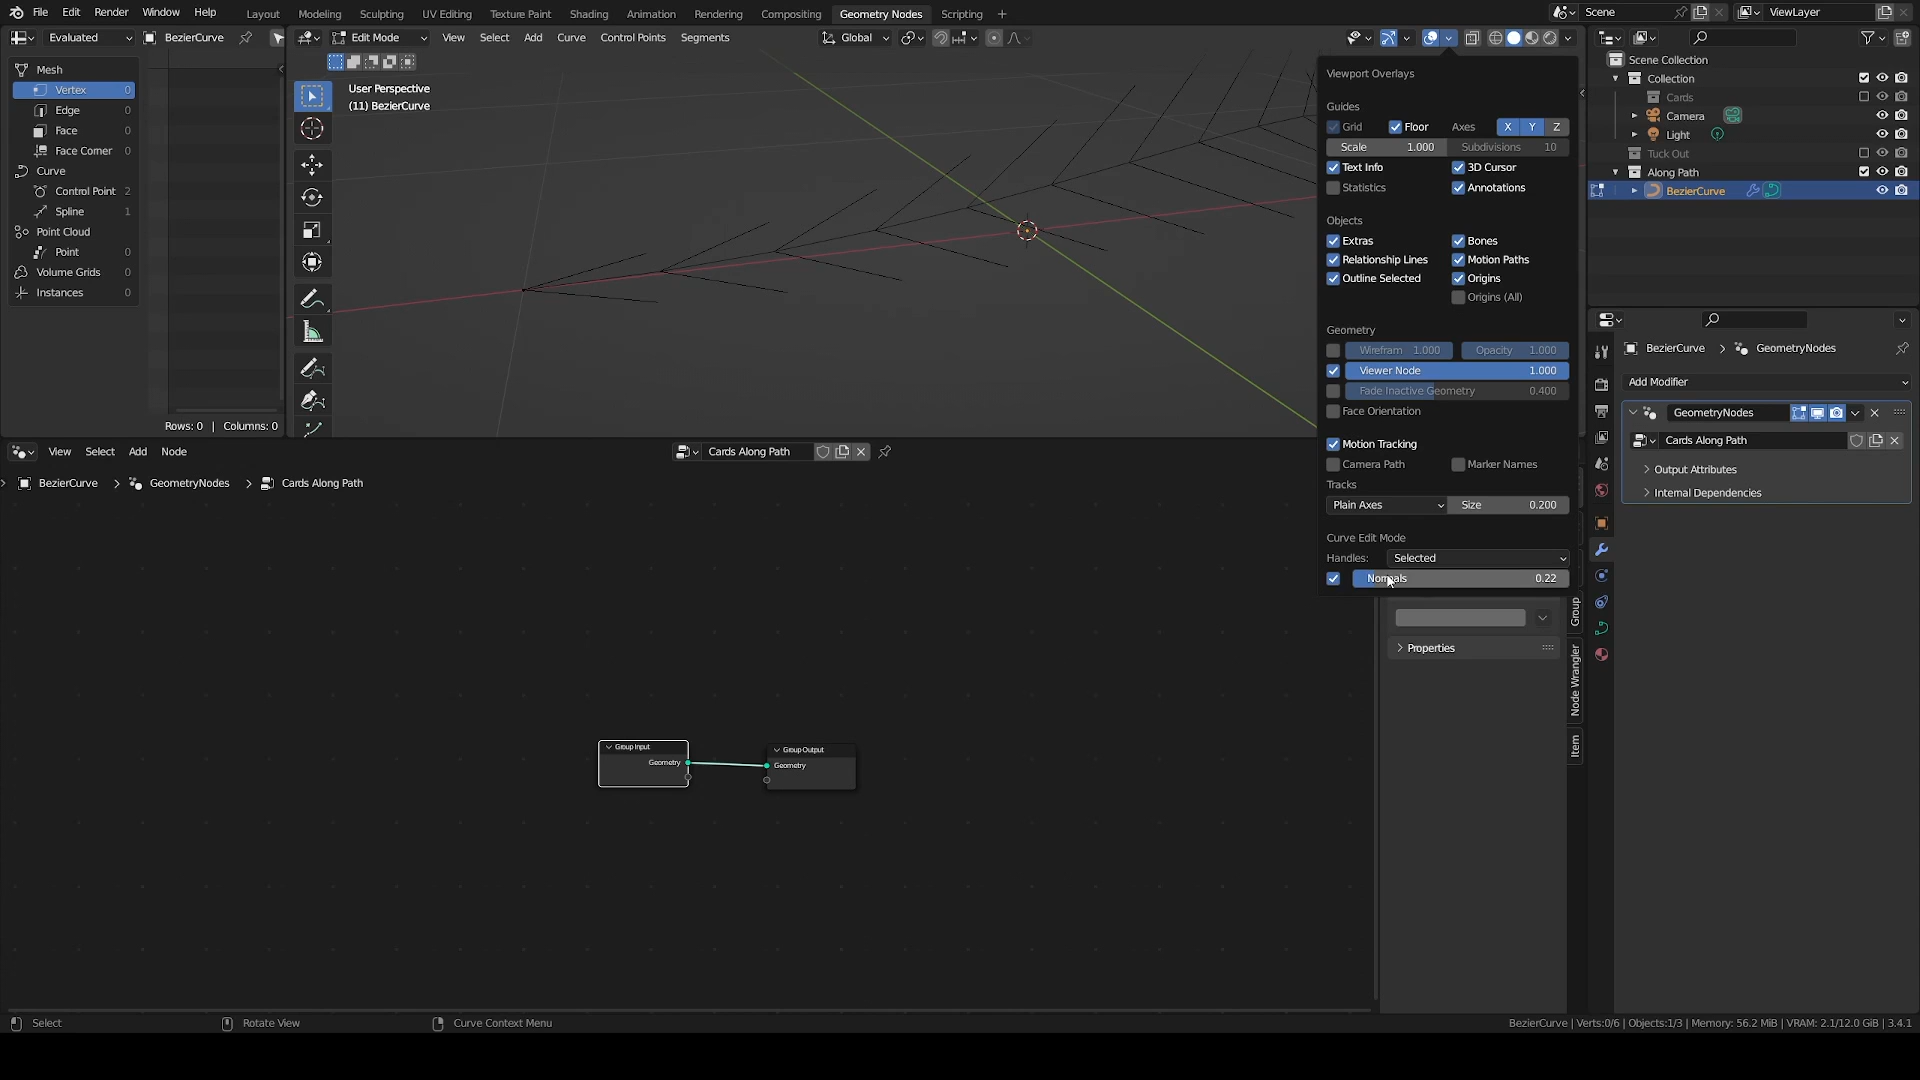 File Edit Render Window Help Layout Modeling Sculpting UV Editing Texture Paint Shading Animation Rendering Compositing Geometry Nodes Scripting + Scene ViewLayer
Evaluated BezierCurve Edit Mode View Select Add Curve Control Points Segments Global
Mesh
Vertex 0
Edge 0
Face 0
Face Corner 0
Curve
Control Point 2
Spline 1
Point Cloud
Point 0
Volume Grids 0
Instances 0
Rows: 0 | Columns: 0
User Perspective
(11) BezierCurve
Viewport Overlays
Guides
Grid Floor Axes X Y Z
Scale 1.000 Subdivisions 10
Text Info 3D Cursor
Statistics Annotations
Objects
Extras Bones
Relationship Lines Motion Paths
Outline Selected Origins
Origins (All)
Geometry
Wirefram 1.000 Opacity 1.000
Viewer Node 1.000
Fade Inactive Geometry 0.400
Face Orientation
Motion Tracking
Camera Path Marker Names
Tracks
Plain Axes Size 0.200
Curve Edit Mode
Handles: Selected
Normals 0.22
Scene Collection
Collection
Cards
Camera
Light
Tuck Out
Along Path
BezierCurve
BezierCurve > GeometryNodes
Add Modifier
GeometryNodes
Cards Along Path
Output Attributes
Internal Dependencies
View Select Add Node Cards Along Path
BezierCurve > GeometryNodes > Cards Along Path
Group Input
Geometry
Group Output
Geometry
Properties
Group
Node Wrangler
Item
Select Rotate View Curve Context Menu BezierCurve | Verts:0/6 | Objects:1/3 | Memory: 56.2 MiB | VRAM: 2.1/12.0 GiB | 3.4.1